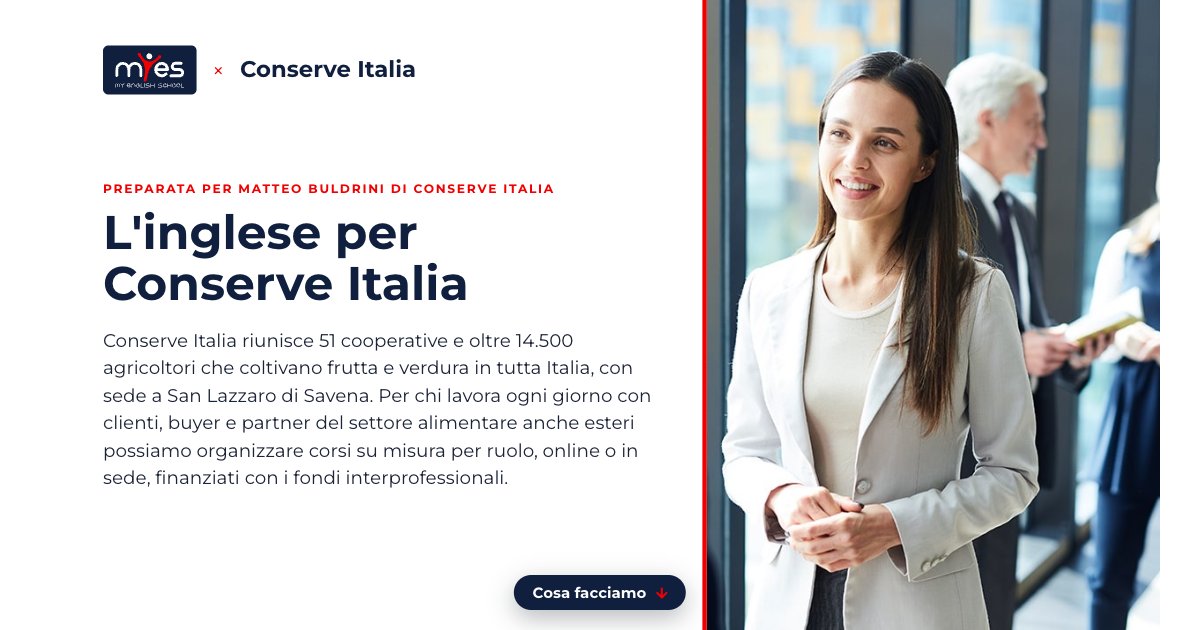 myes
MY ENGLISH SCHOOL
× Conserve Italia
PREPARATA PER MATTEO BULDRINI DI CONSERVE ITALIA
L'inglese per
Conserve Italia
Conserve Italia riunisce 51 cooperative e oltre 14.500
agricoltori che coltivano frutta e verdura in tutta Italia, con
sede a San Lazzaro di Savena. Per chi lavora ogni giorno con
clienti, buyer e partner del settore alimentare anche esteri
possiamo organizzare corsi su misura per ruolo, online o in
sede, finanziati con i fondi interprofessionali.
Cosa facciamo ↓